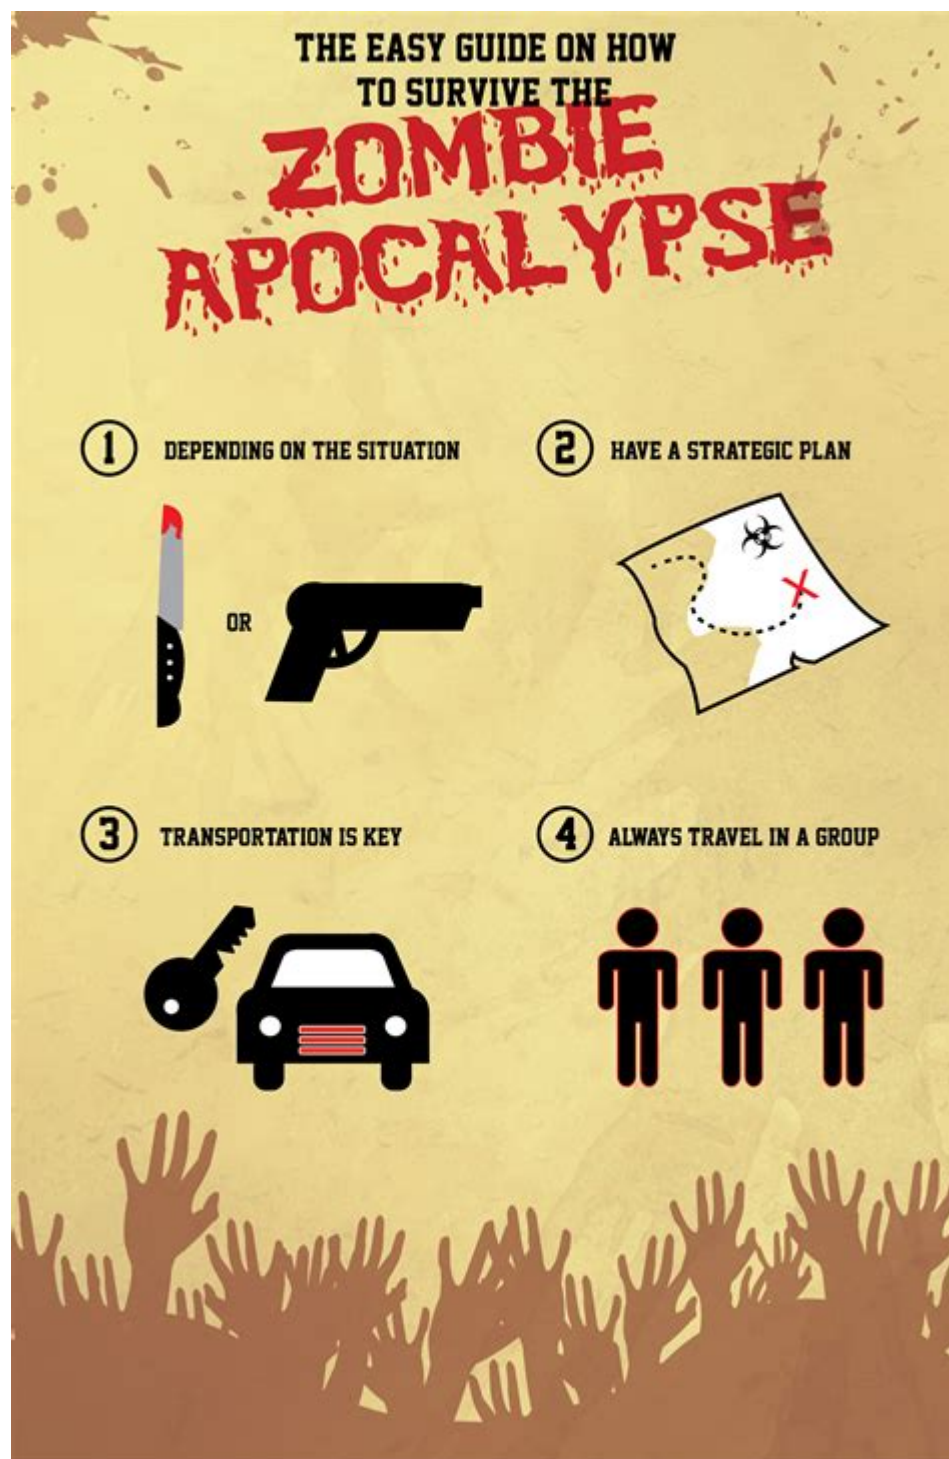 THE EASY GUIDE ON HOW
TO SURVIVE THE
ZOMBIE
APOCALYPSE
1 DEPENDING ON THE SITUATION
OR
2 HAVE A STRATEGIC PLAN
3 TRANSPORTATION IS KEY
4 ALWAYS TRAVEL IN A GROUP